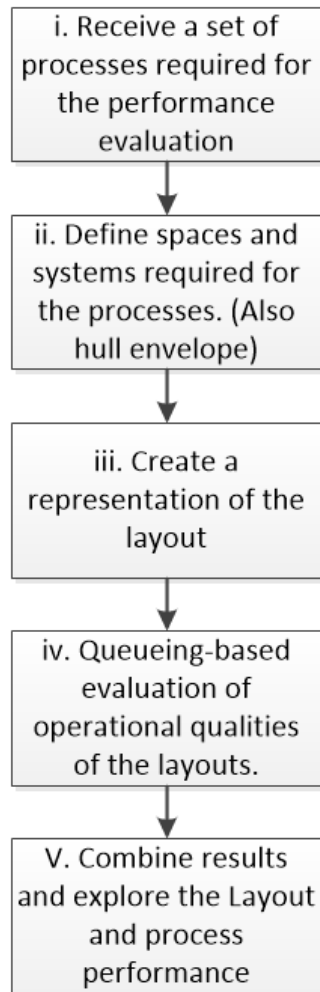 i. Receive a set of
processes required for
the performance
evaluation
ii. Define spaces and
systems required for
the processes. (Also
hull envelope)
iii. Create a
representation of the
layout
iv. Queueing-based
evaluation of
operational qualities
of the layouts.
V. Combine results
and explore the Layout
and process
performance